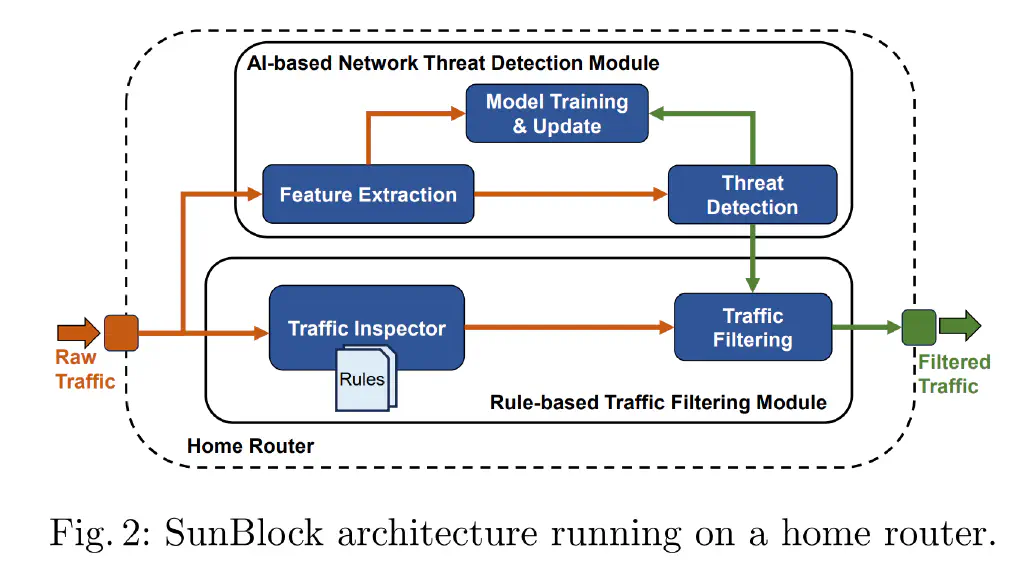 AI-based Network Threat Detection Module
Model Training
& Update
Feature Extraction
Threat
Detection
Traffic Inspector
Rules
Traffic
Filtering
Raw
Traffic
Filtered
Traffic
Rule-based Traffic Filtering Module
Home Router
Fig. 2: SunBlock architecture running on a home router.